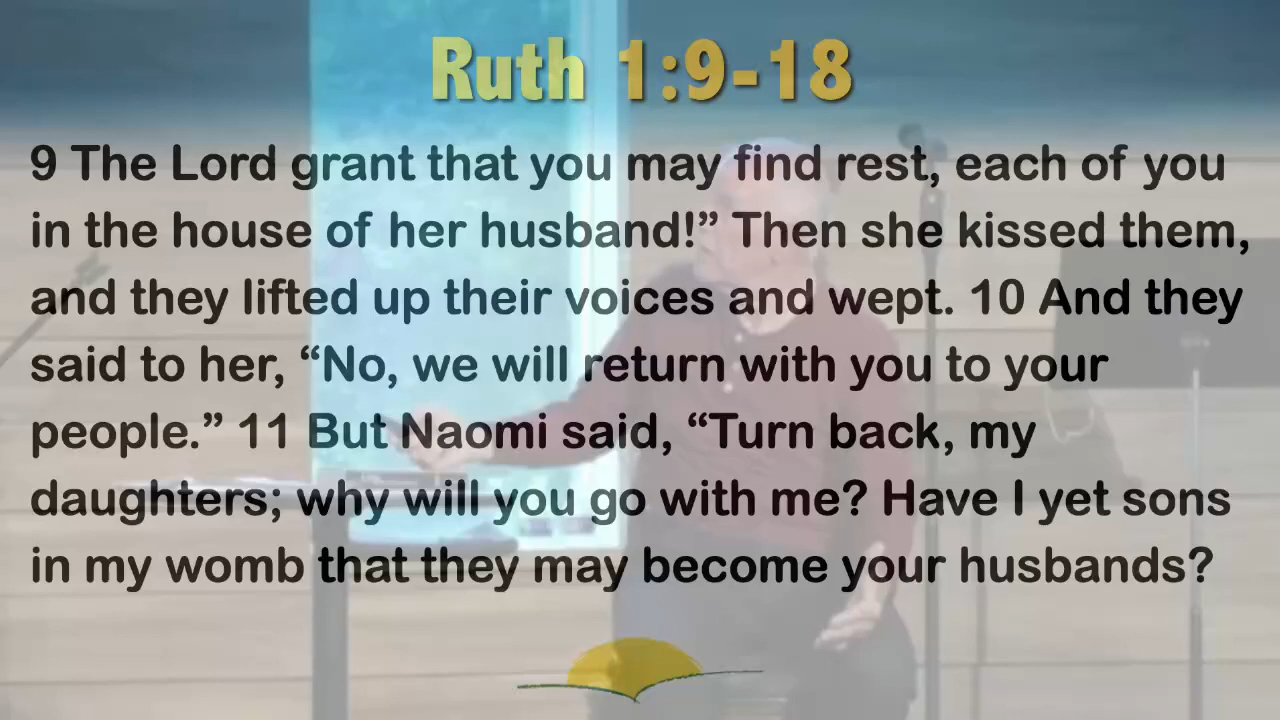 Ruth 1:9-18
9 The Lord grant that you may find rest, each of you
in the house of her husband!” Then she kissed them,
and they lifted up their voices and wept. 10 And they
said to her, “No, we will return with you to your
people.” 11 But Naomi said, “Turn back, my
daughters; why will you go with me? Have I yet sons
in my womb that they may become your husbands?